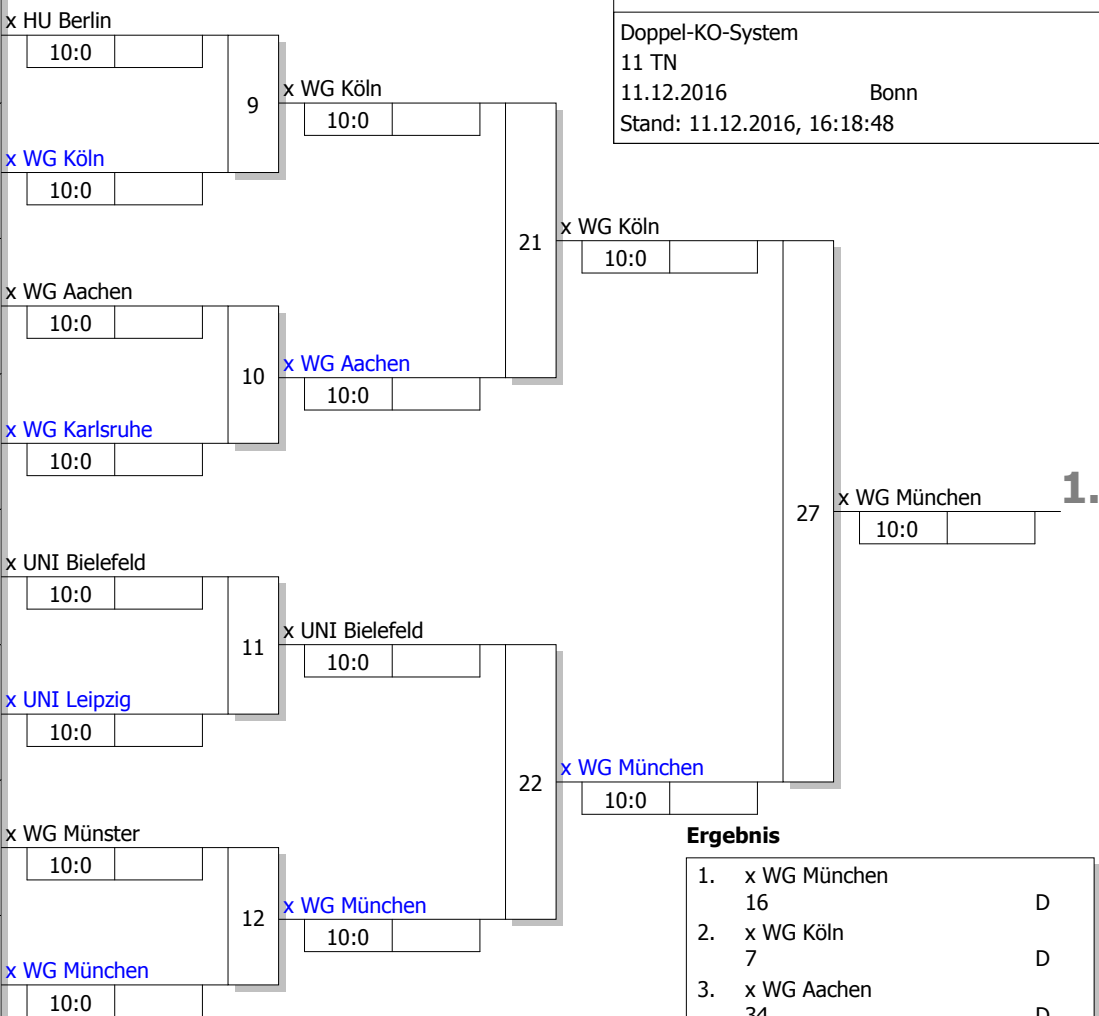 x HU Berlin
10:0
9
x WG Köln
10:0
x WG Köln
10:0
21
x WG Köln
10:0
x WG Aachen
10:0
10
x WG Aachen
10:0
x WG Karlsruhe
10:0
27
x WG München
10:0
1.
x UNI Bielefeld
10:0
11
x UNI Bielefeld
10:0
x UNI Leipzig
10:0
22
x WG München
10:0
x WG Münster
10:0
12
x WG München
10:0
x WG München
10:0
Doppel-KO-System
11 TN
11.12.2016 Bonn
Stand: 11.12.2016, 16:18:48
Ergebnis
1. x WG München
16 D
2. x WG Köln
7 D
3. x WG Aachen
34 D